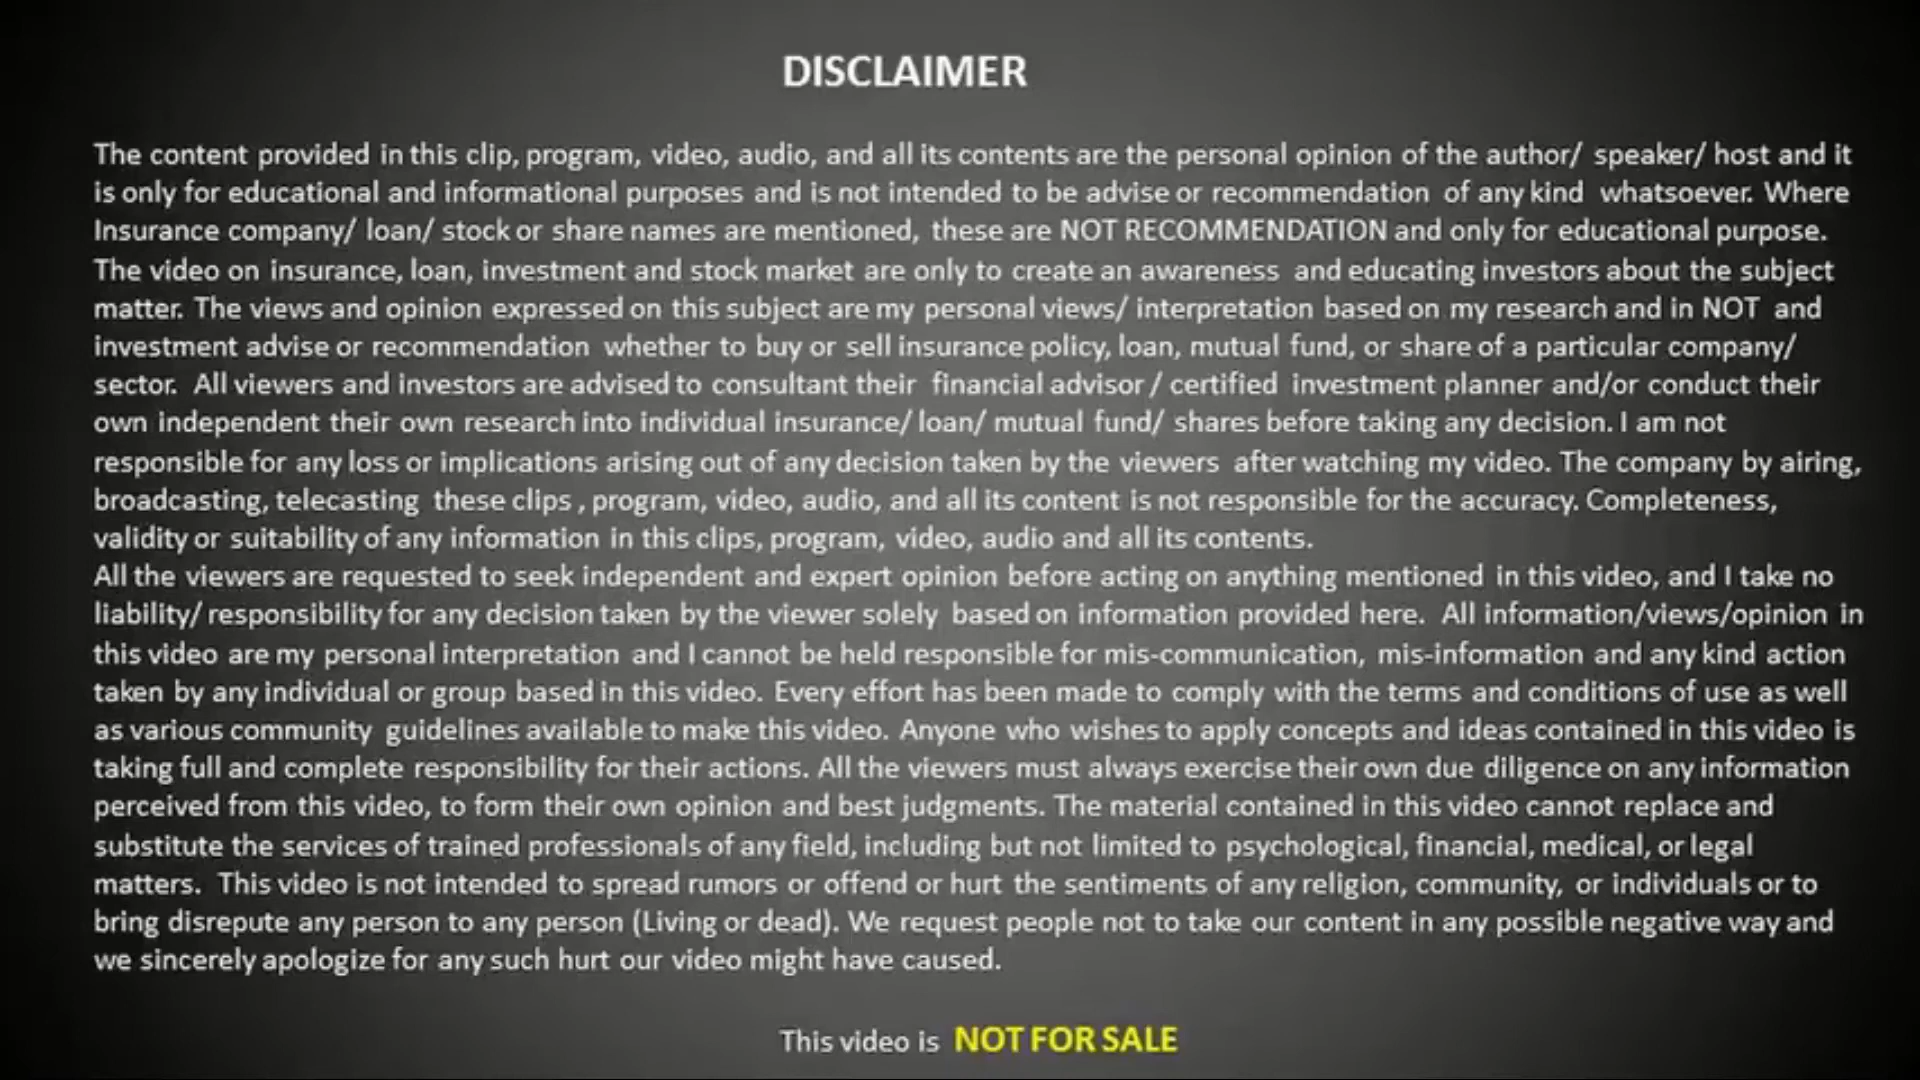 DISCLAIMER
The content provided in this clip, program, video, audio, and all its contents are the personal opinion of the author/ speaker/ host and it
is only for educational and informational purposes and is not intended to be advise or recommendation of any kind whatsoever. Where
Insurance company/ loan/ stock or share names are mentioned, these are NOT RECOMMENDATION and only for educational purpose.
The video on insurance, loan, investment and stock market are only to create an awareness and educating investors about the subject
matter. The views and opinion expressed on this subject are my personal views/ interpretation based on my research and in NOT and
investment advise or recommendation whether to buy or sell insurance policy, loan, mutual fund, or share of a particular company/
sector. All viewers and investors are advised to consultant their financial advisor / certified investment planner and/or conduct their
own independent their own research into individual insurance/ loan/ mutual fund/ shares before taking any decision. I am not
responsible for any loss or implications arising out of any decision taken by the viewers after watching my video. The company by airing,
broadcasting, telecasting these clips , program, video, audio, and all its content is not responsible for the accuracy. Completeness,
validity or suitability of any information in this clips, program, video, audio and all its contents.
All the viewers are requested to seek independent and expert opinion before acting on anything mentioned in this video, and I take no
liability/ responsibility for any decision taken by the viewer solely based on information provided here. All information/views/opinion in
this video are my personal interpretation and I cannot be held responsible for mis-communication, mis-information and any kind action
taken by any individual or group based in this video. Every effort has been made to comply with the terms and conditions of use as well
as various community guidelines available to make this video. Anyone who wishes to apply concepts and ideas contained in this video is
taking full and complete responsibility for their actions. All the viewers must always exercise their own due diligence on any information
perceived from this video, to form their own opinion and best judgments. The material contained in this video cannot replace and
substitute the services of trained professionals of any field, including but not limited to psychological, financial, medical, or legal
matters. This video is not intended to spread rumors or offend or hurt the sentiments of any religion, community, or individuals or to
bring disrepute any person to any person (Living or dead). We request people not to take our content in any possible negative way and
we sincerely apologize for any such hurt our video might have caused.
This video is NOT FOR SALE